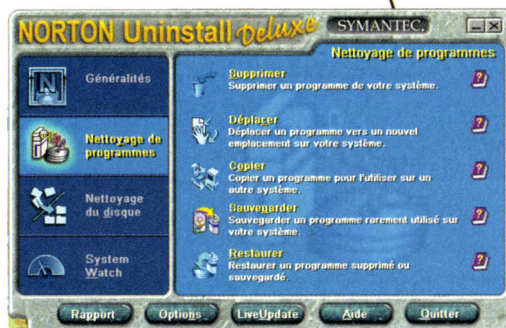 NORTON Uninstall Deluxe
SYMANTEC.
Nettoyage de programmes
Généralités
Nettoyage de
programmes
Nettoyage
du disque
System
Watch
Supprimer
Supprimer un programme de votre système.
Déplacer
Déplacer un programme vers un nouvel
emplacement sur votre système.
Copier
Copier un programme pour l'utiliser sur un
autre système.
Sauvegarder
Sauvegarder un programme rarement utilisé sur
votre système.
Restaurer
Restaurer un programme supprimé ou
sauvegardé.
Rapport
Options
LiveUpdate
Aide
Quitter